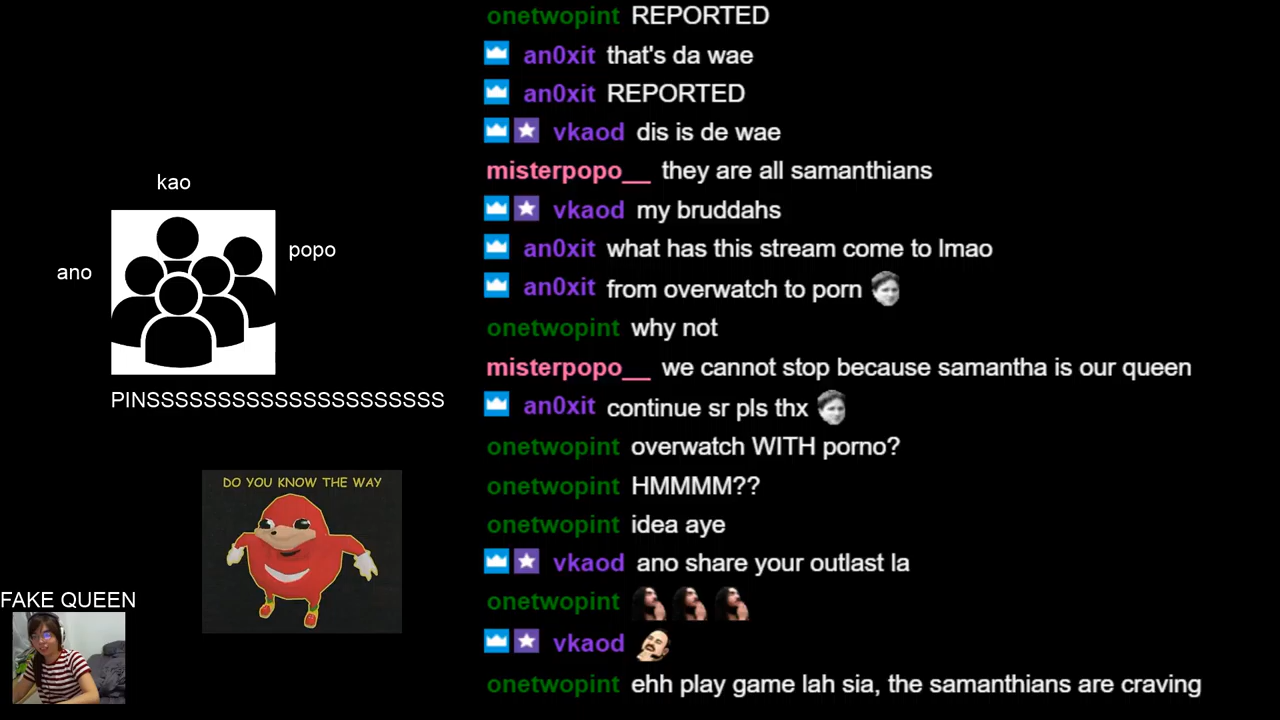 onetwopint REPORTED
an0xit that's da wae
an0xit REPORTED
vkaod dis is de wae
misterpopo__ they are all samanthians
vkaod my bruddahs
an0xit what has this stream come to lmao
an0xit from overwatch to porn
onetwopint why not
misterpopo__ we cannot stop because samantha is our queen
an0xit continue sr pls thx
onetwopint overwatch WITH porno?
onetwopint HMMMM??
onetwopint idea aye
vkaod ano share your outlast la
onetwopint
vkaod
onetwopint ehh play game lah sia, the samanthians are craving
kao
popo
ano
PINSSSSSSSSSSSSSSSSSSSSS
DO YOU KNOW THE WAY
FAKE QUEEN